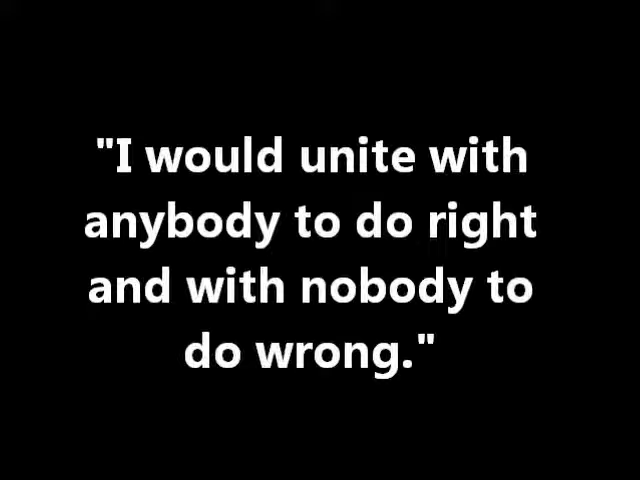 "I would unite with
anybody to do right
and with nobody to
do wrong."